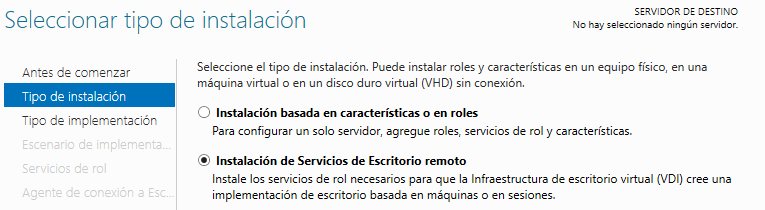 Seleccionar tipo de instalación
SERVIDOR DE DESTINO
No hay seleccionado ningún servidor.
Antes de comenzar
Tipo de instalación
Tipo de implementación
Escenario de implementa...
Servicios de rol
Agente de conexión a Esc...
Seleccione el tipo de instalación. Puede instalar roles y características en un equipo físico, en una
máquina virtual o en un disco duro virtual (VHD) sin conexión.
Instalación basada en características o en roles
Para configurar un solo servidor, agregue roles, servicios de rol y características.
Instalación de Servicios de Escritorio remoto
Instale los servicios de rol necesarios para que la Infraestructura de escritorio virtual (VDI) cree una
implementación de escritorio basada en máquinas o en sesiones.